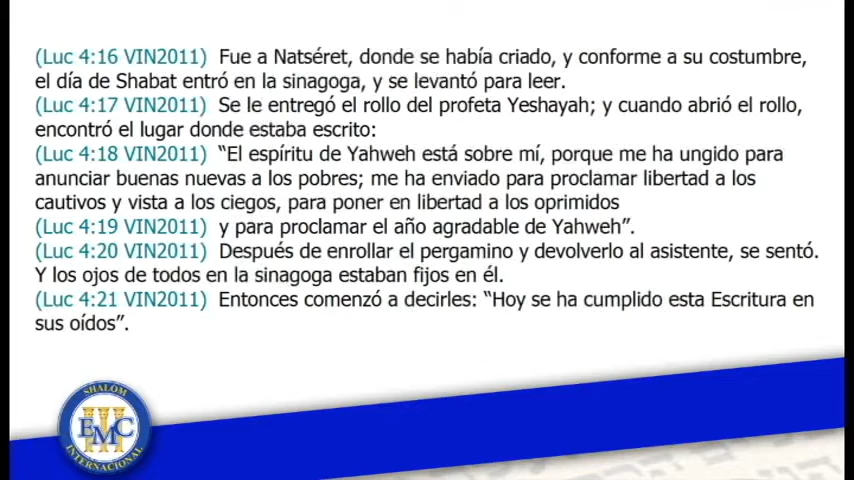 (Luc 4:16 VIN2011) Fue a Natséret, donde se había criado, y conforme a su costumbre,
el día de Shabat entró en la sinagoga, y se levantó para leer.
(Luc 4:17 VIN2011) Se le entregó el rollo del profeta Yeshayah; y cuando abrió el rollo,
encontró el lugar donde estaba escrito:
(Luc 4:18 VIN2011) “El espíritu de Yahweh está sobre mí, porque me ha ungido para
anunciar buenas nuevas a los pobres; me ha enviado para proclamar libertad a los
cautivos y vista a los ciegos, para poner en libertad a los oprimidos
(Luc 4:19 VIN2011) y para proclamar el año agradable de Yahweh”.
(Luc 4:20 VIN2011) Después de enrollar el pergamino y devolverlo al asistente, se sentó.
Y los ojos de todos en la sinagoga estaban fijos en él.
(Luc 4:21 VIN2011) Entonces comenzó a decirles: “Hoy se ha cumplido esta Escritura en
sus oídos”.
SHALOM
EMC
INTERNACIONAL